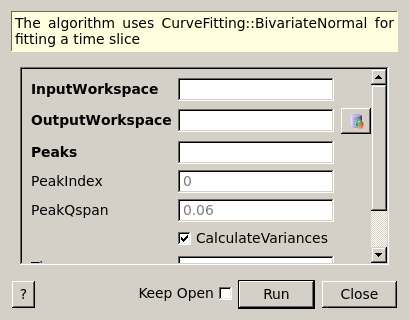 The algorithm uses CurveFitting::BivariateNormal for
fitting a time slice
InputWorkspace
OutputWorkspace
Peaks
PeakIndex 0
PeakQspan 0.06
CalculateVariances
? Keep Open Run Close